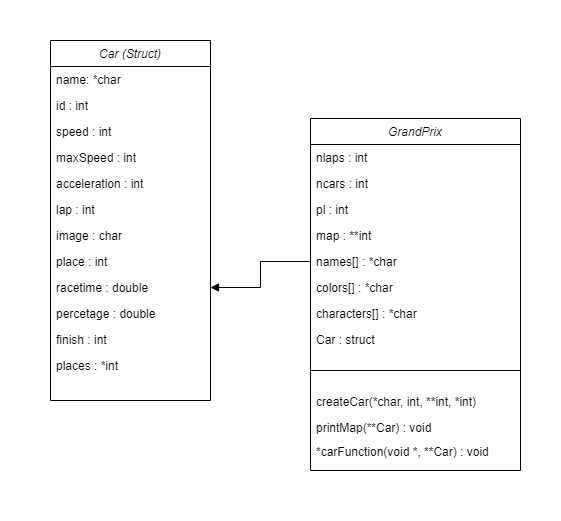 Car (Struct)
name: *char
id : int
speed : int
maxSpeed : int
acceleration : int
lap : int
image : char
place : int
racetime : double
percetage : double
finish : int
places : *int
GrandPrix
nlaps : int
ncars : int
pl : int
map : **int
names[] : *char
colors[] : *char
characters[] : *char
Car : struct
createCar(*char, int, **int, *int)
printMap(**Car) : void
*carFunction(void *, **Car) : void